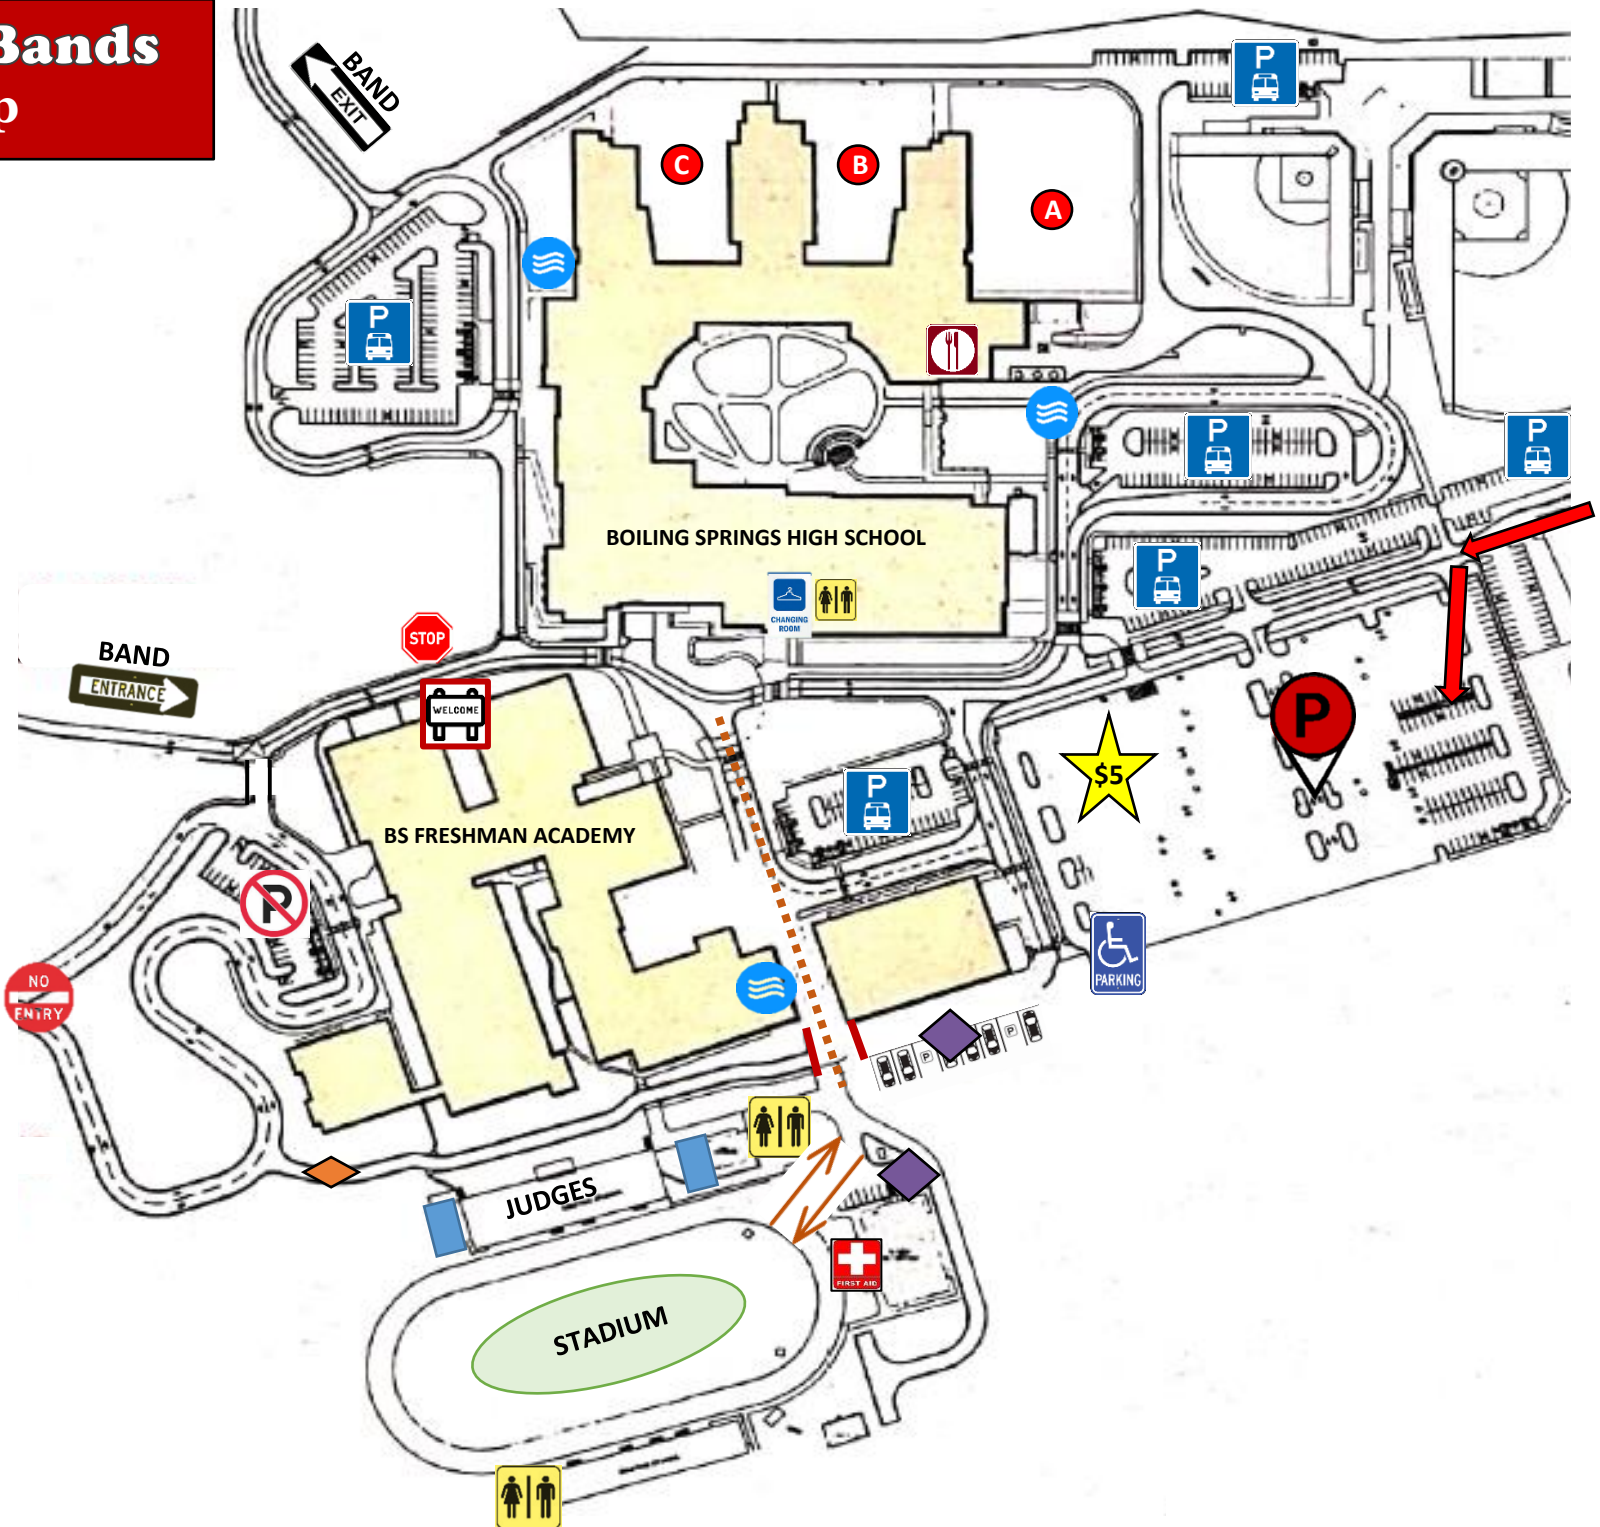 Bands
p
BAND
EXIT
P
C
B
A
P
P
P
BOILING SPRINGS HIGH SCHOOL
P
CHANGING
ROOM
STOP
BAND
ENTRANCE
WELCOME
P
$5
P
BS FRESHMAN ACADEMY
P
NO
ENTRY
PARKING
P
P
JUDGES
FIRST AID
STADIUM